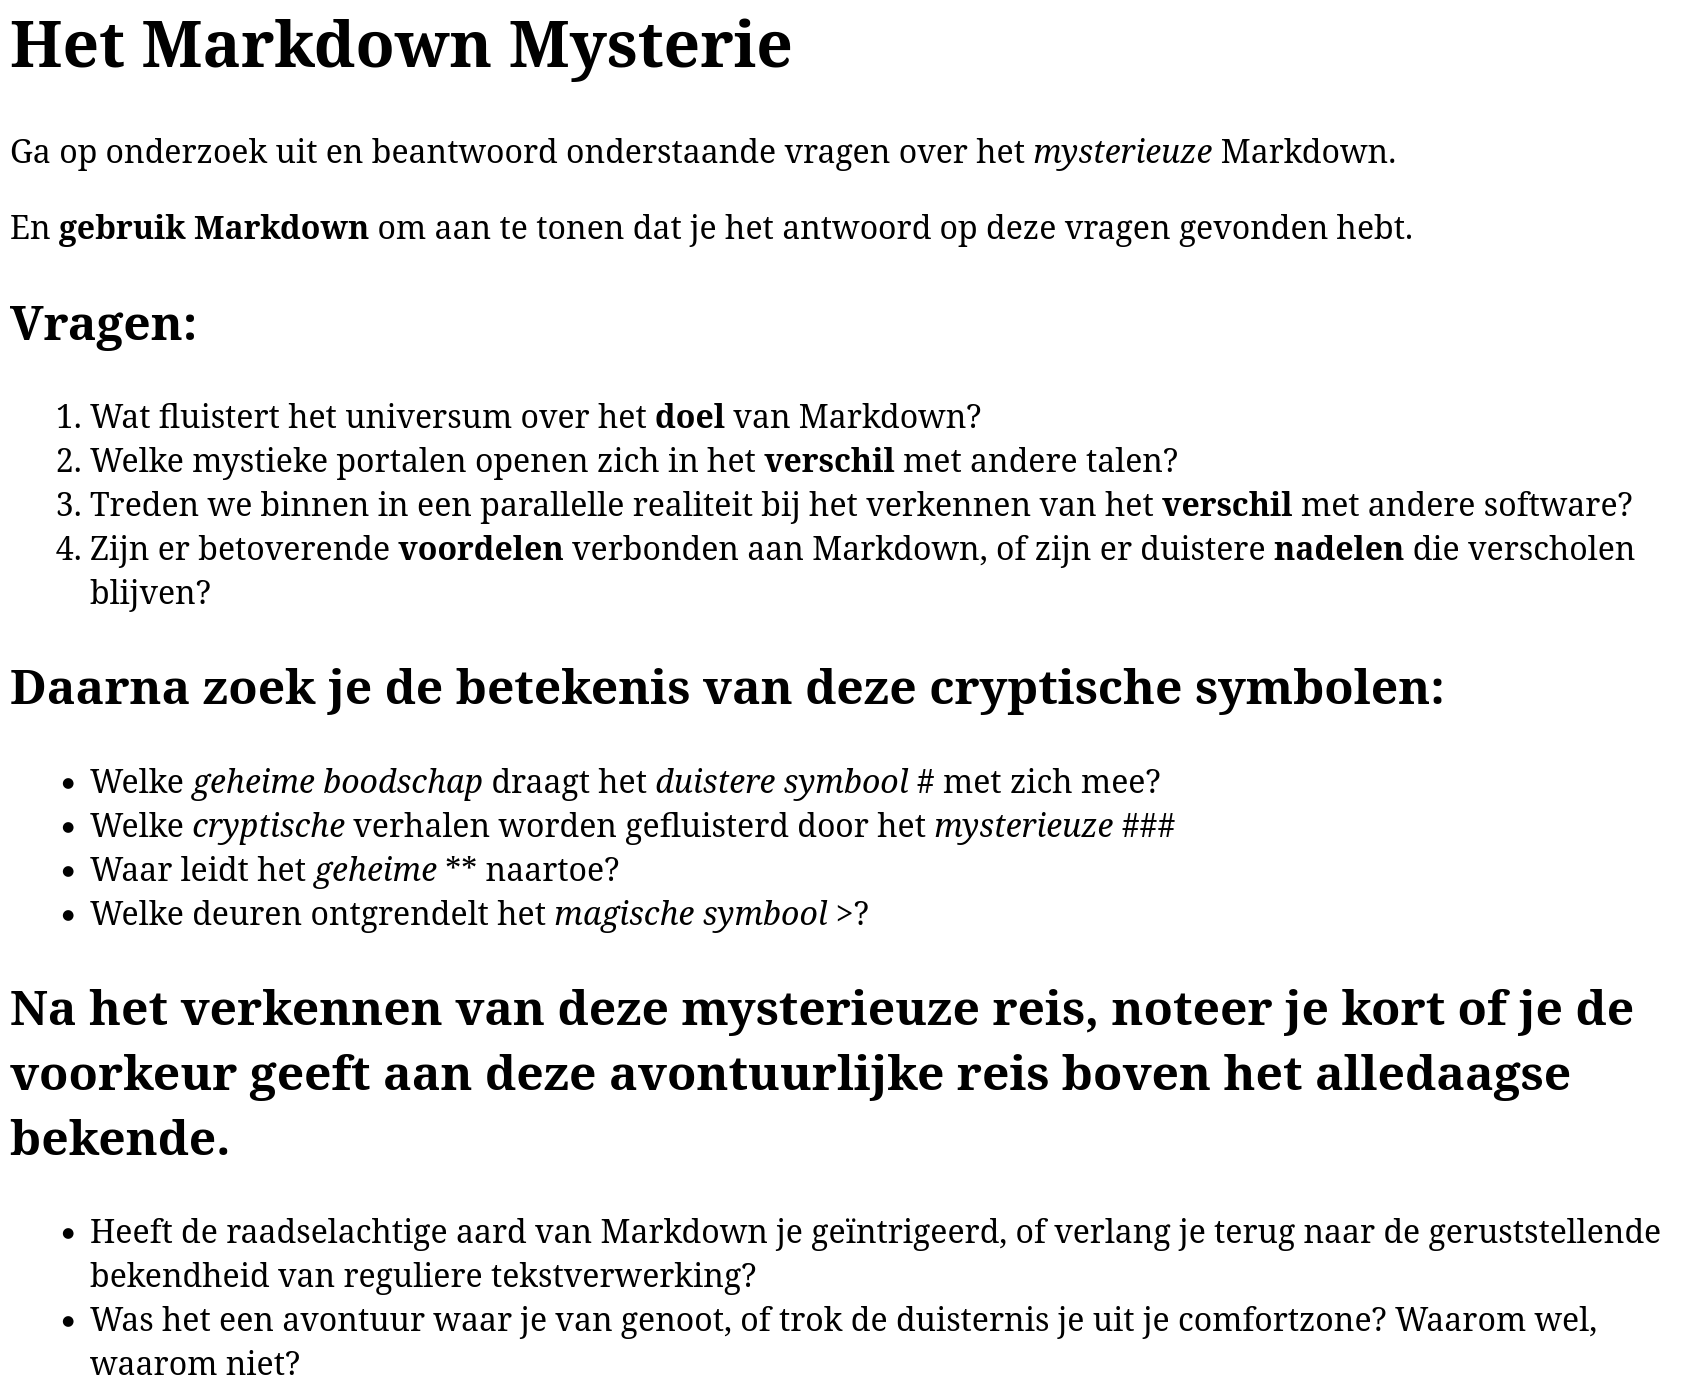 Het Markdown Mysterie
Ga op onderzoek uit en beantwoord onderstaande vragen over het mysterieuze Markdown.
En gebruik Markdown om aan te tonen dat je het antwoord op deze vragen gevonden hebt.
Vragen:
1. Wat fluistert het universum over het doel van Markdown?
2. Welke mystieke portalen openen zich in het verschil met andere talen?
3. Treden we binnen in een parallelle realiteit bij het verkennen van het verschil met andere software?
4. Zijn er betoverende voordelen verbonden aan Markdown, of zijn er duistere nadelen die verscholen
blijven?
Daarna zoek je de betekenis van deze cryptische symbolen:
• Welke geheime boodschap draagt het duistere symbool # met zich mee?
• Welke cryptische verhalen worden gefluisterd door het mysterieuze ###
• Waar leidt het geheime ** naartoe?
• Welke deuren ontgrendelt het magische symbool >?
Na het verkennen van deze mysterieuze reis, noteer je kort of je de
voorkeur geeft aan deze avontuurlijke reis boven het alledaagse
bekende.
• Heeft de raadselachtige aard van Markdown je geïntrigeerd, of verlang je terug naar de geruststellende
bekendheid van reguliere tekstverwerking?
• Was het een avontuur waar je van genoot, of trok de duisternis je uit je comfortzone? Waarom wel,
waarom niet?